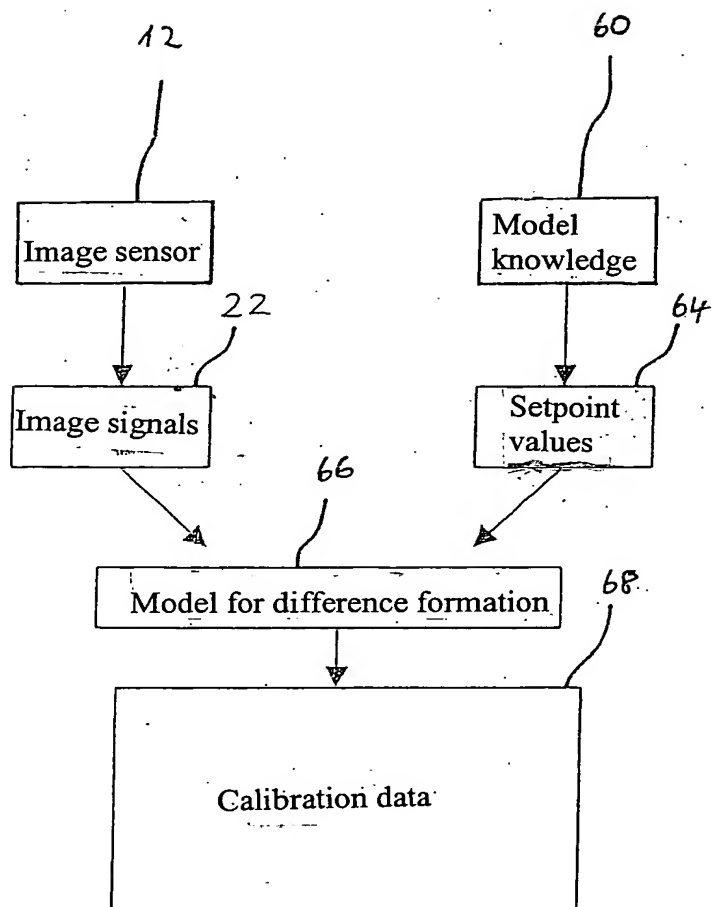 12
60
Image sensor
Model
knowledge
22
64
Image signals
Setpoint
values
66
Model for difference formation
68
Calibration data